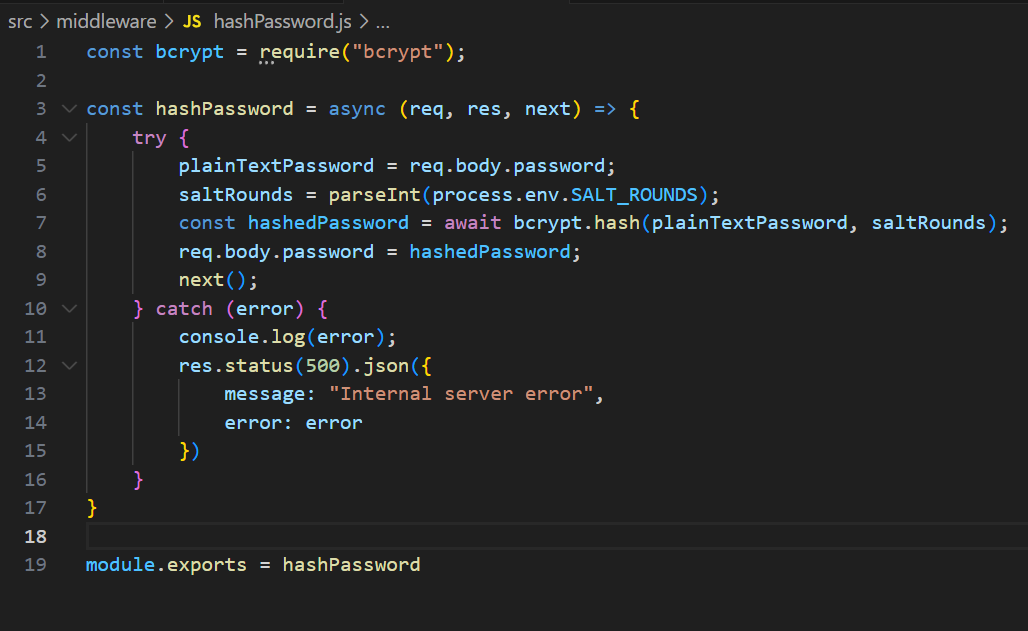 src > middleware > JS hashPassword.js > ...
1 const bcrypt = require("bcrypt");
2
3 const hashPassword = async (req, res, next) => {
4     try {
5         plainTextPassword = req.body.password;
6         saltRounds = parseInt(process.env.SALT_ROUNDS);
7         const hashedPassword = await bcrypt.hash(plainTextPassword, saltRounds);
8         req.body.password = hashedPassword;
9         next();
10     } catch (error) {
11         console.log(error);
12         res.status(500).json({
13             message: "Internal server error",
14             error: error
15         })
16     }
17 }
18
19 module.exports = hashPassword